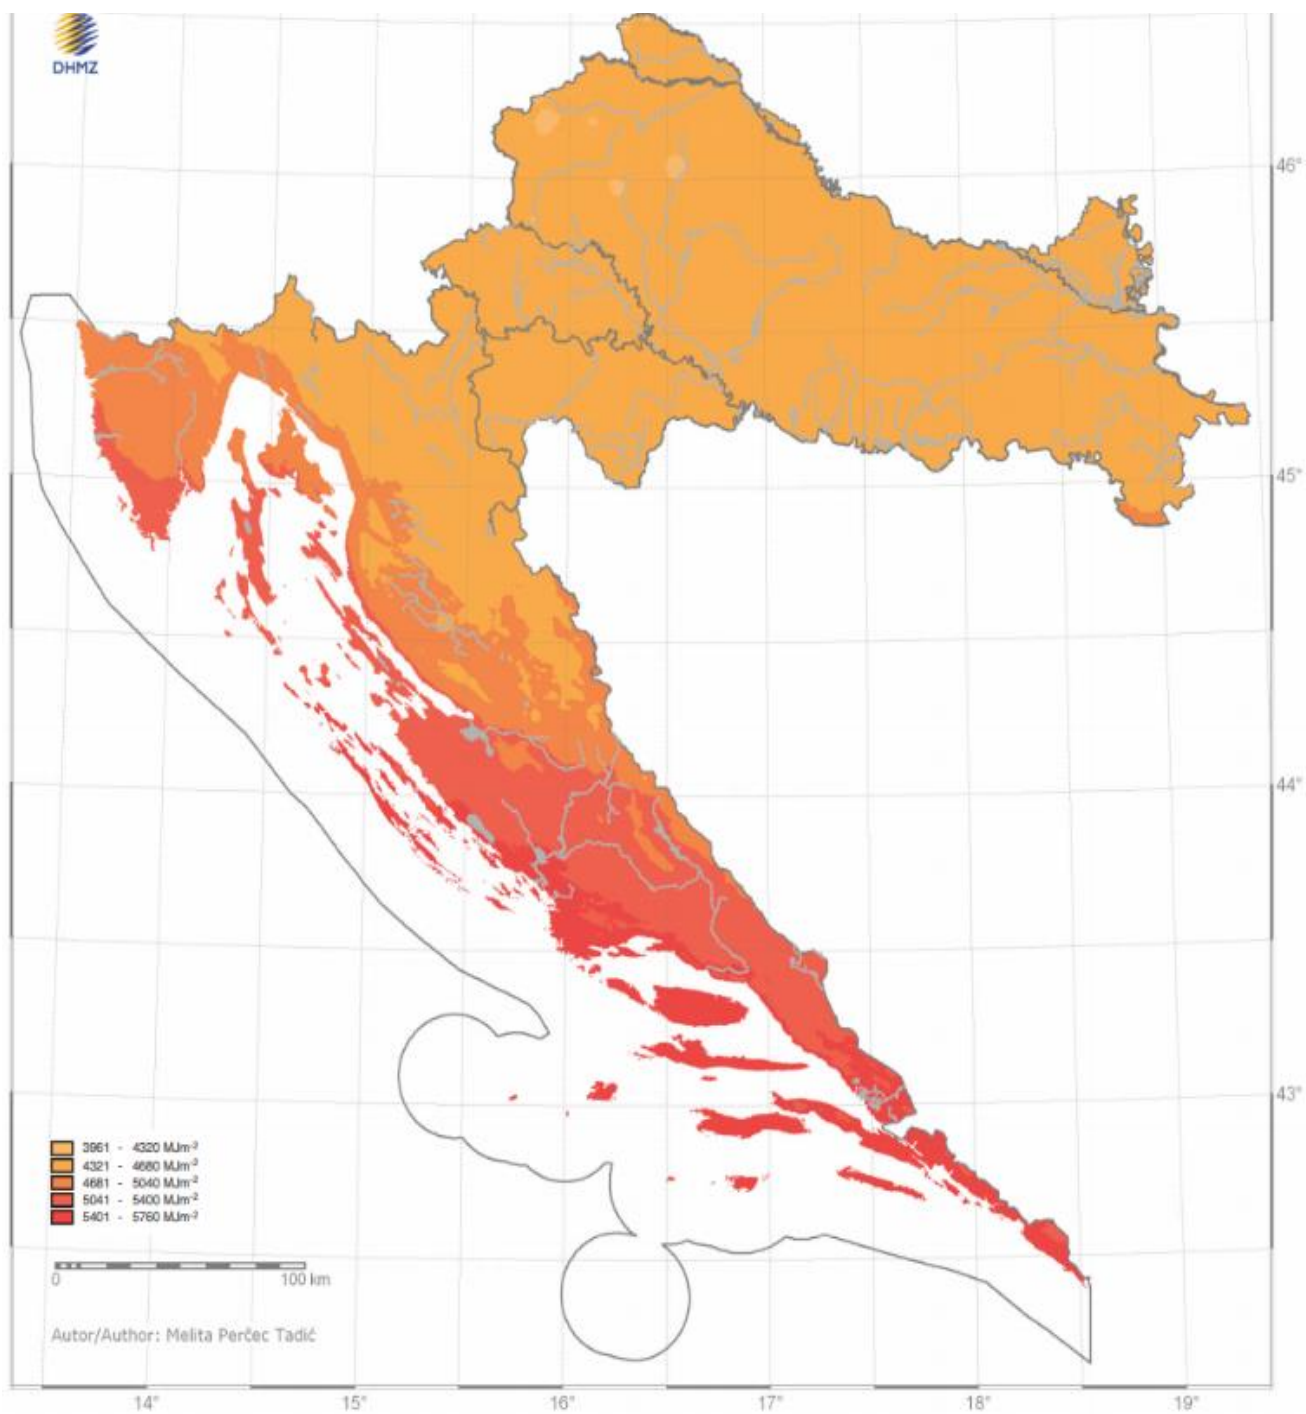 DHMZ
46°
45°
44°
43°
3961 - 4320 MJm-2
4321 - 4680 MJm-2
4681 - 5040 MJm-2
5041 - 5400 MJm-2
5401 - 5760 MJm-2
0 100 km
Autor/Author: Melita Perčec Tadić
14° 15° 16° 17° 18° 19°